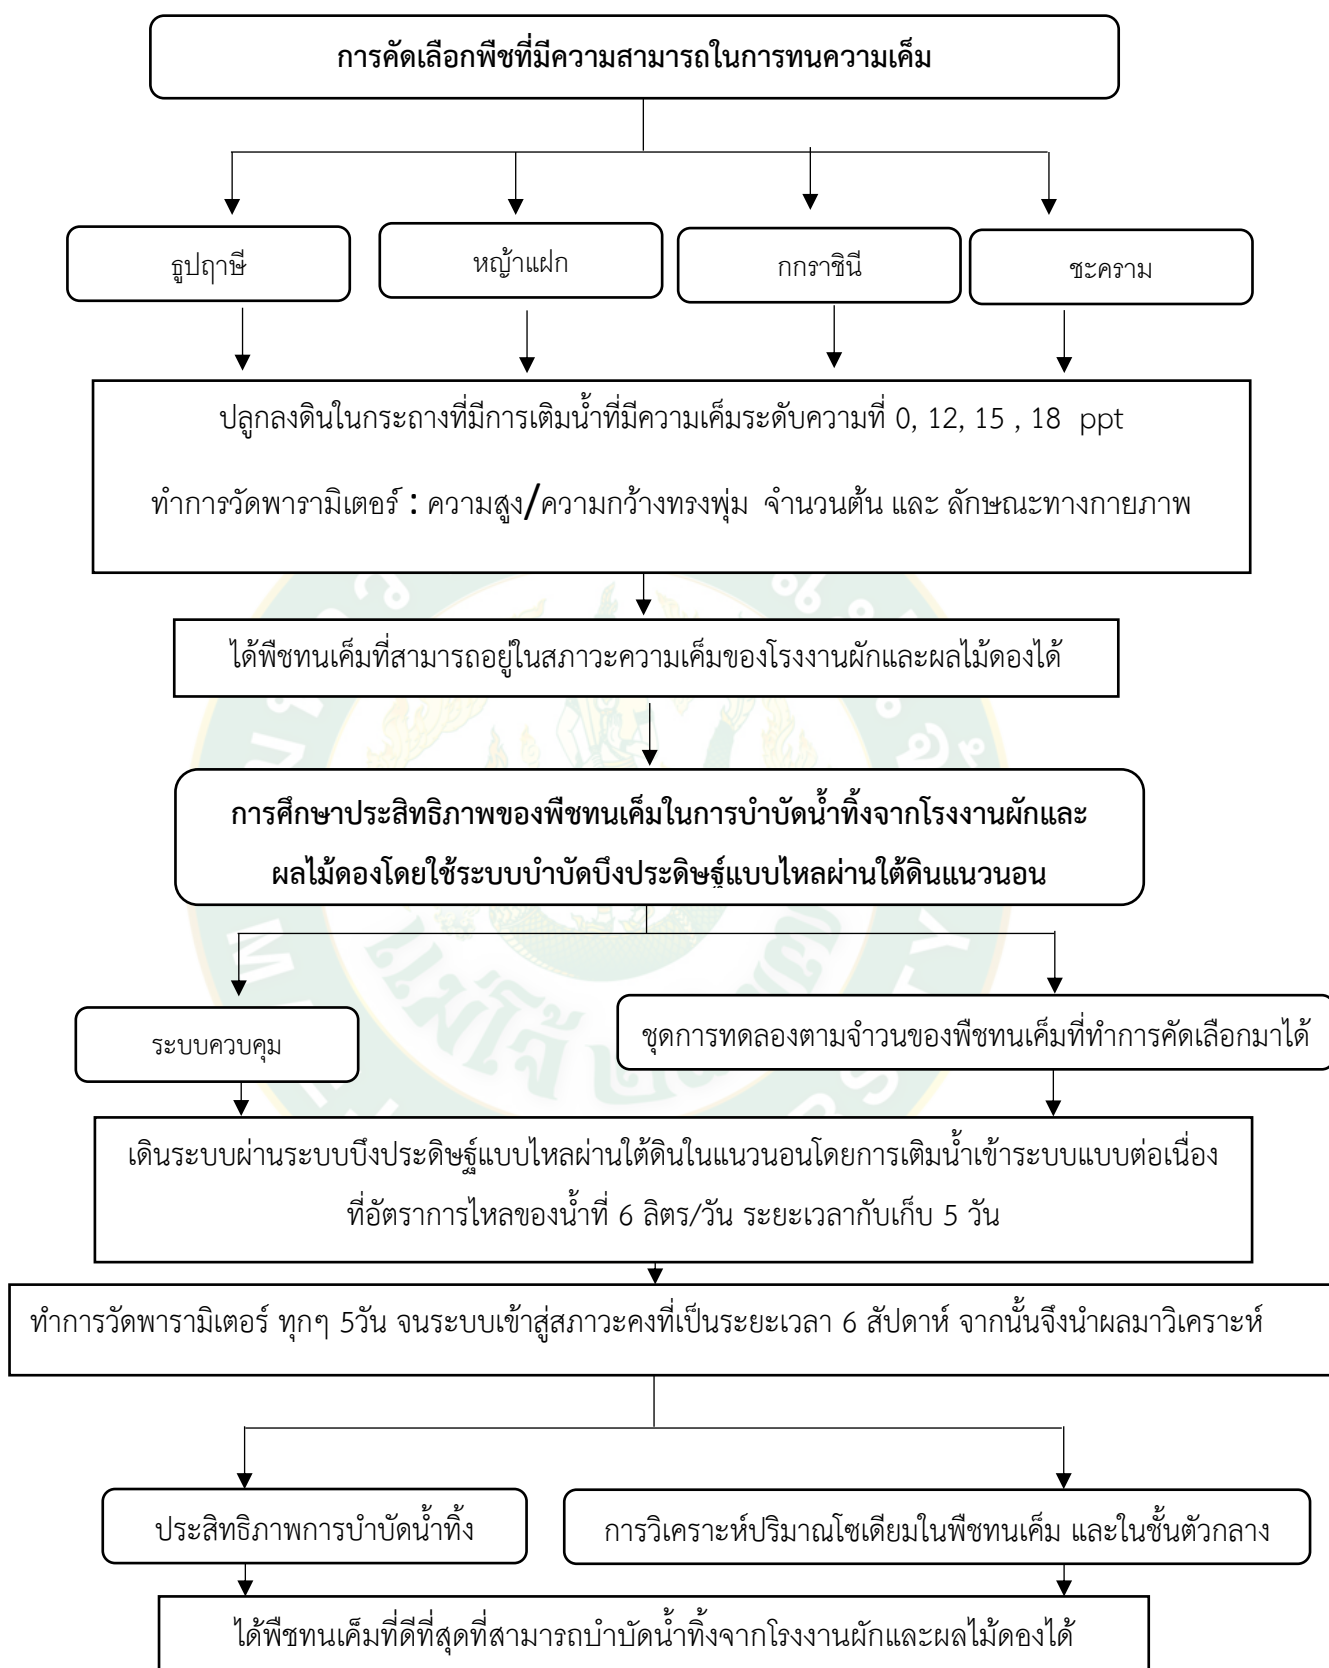 การคัดเลือกพืชที่มีความสามารถในการทนความเค็ม
ธูปฤาษี
หญ้าแฝก
กกราชินี
ชะคราม
ปลูกลงดินในกระถางที่มีการเติมน้ำที่มีความเค็มระดับความที่ 0, 12, 15 , 18 ppt
ทำการวัดพารามิเตอร์ : ความสูง/ความกว้างทรงพุ่ม จำนวนต้น และ ลักษณะทางกายภาพ
ได้พืชทนเค็มที่สามารถอยู่ในสภาวะความเค็มของโรงงานผักและผลไม้ดองได้
การศึกษาประสิทธิภาพของพืชทนเค็มในการบำบัดน้ำทิ้งจากโรงงานผักและ
ผลไม้ดองโดยใช้ระบบบำบัดบึงประดิษฐ์แบบไหลผ่านใต้ดินแนวนอน
แม่โจ้
ระบบควบคุม
ชุดการทดลองตามจำวนของพืชทนเค็มที่ทำการคัดเลือกมาได้
เดินระบบผ่านระบบบึงประดิษฐ์แบบไหลผ่านใต้ดินในแนวนอนโดยการเติมน้ำเข้าระบบแบบต่อเนื่อง
ที่อัตราการไหลของน้ำที่ 6 ลิตร/วัน ระยะเวลากับเก็บ 5 วัน
ทำการวัดพารามิเตอร์ ทุกๆ 5วัน จนระบบเข้าสู่สภาวะคงที่เป็นระยะเวลา 6 สัปดาห์ จากนั้นจึงนำผลมาวิเคราะห์
ประสิทธิภาพการบำบัดน้ำทิ้ง
การวิเคราะห์ปริมาณโซเดียมในพืชทนเค็ม และในชั้นตัวกลาง
ได้พืชทนเค็มที่ดีที่สุดที่สามารถบำบัดน้ำทิ้งจากโรงงานผักและผลไม้ดองได้